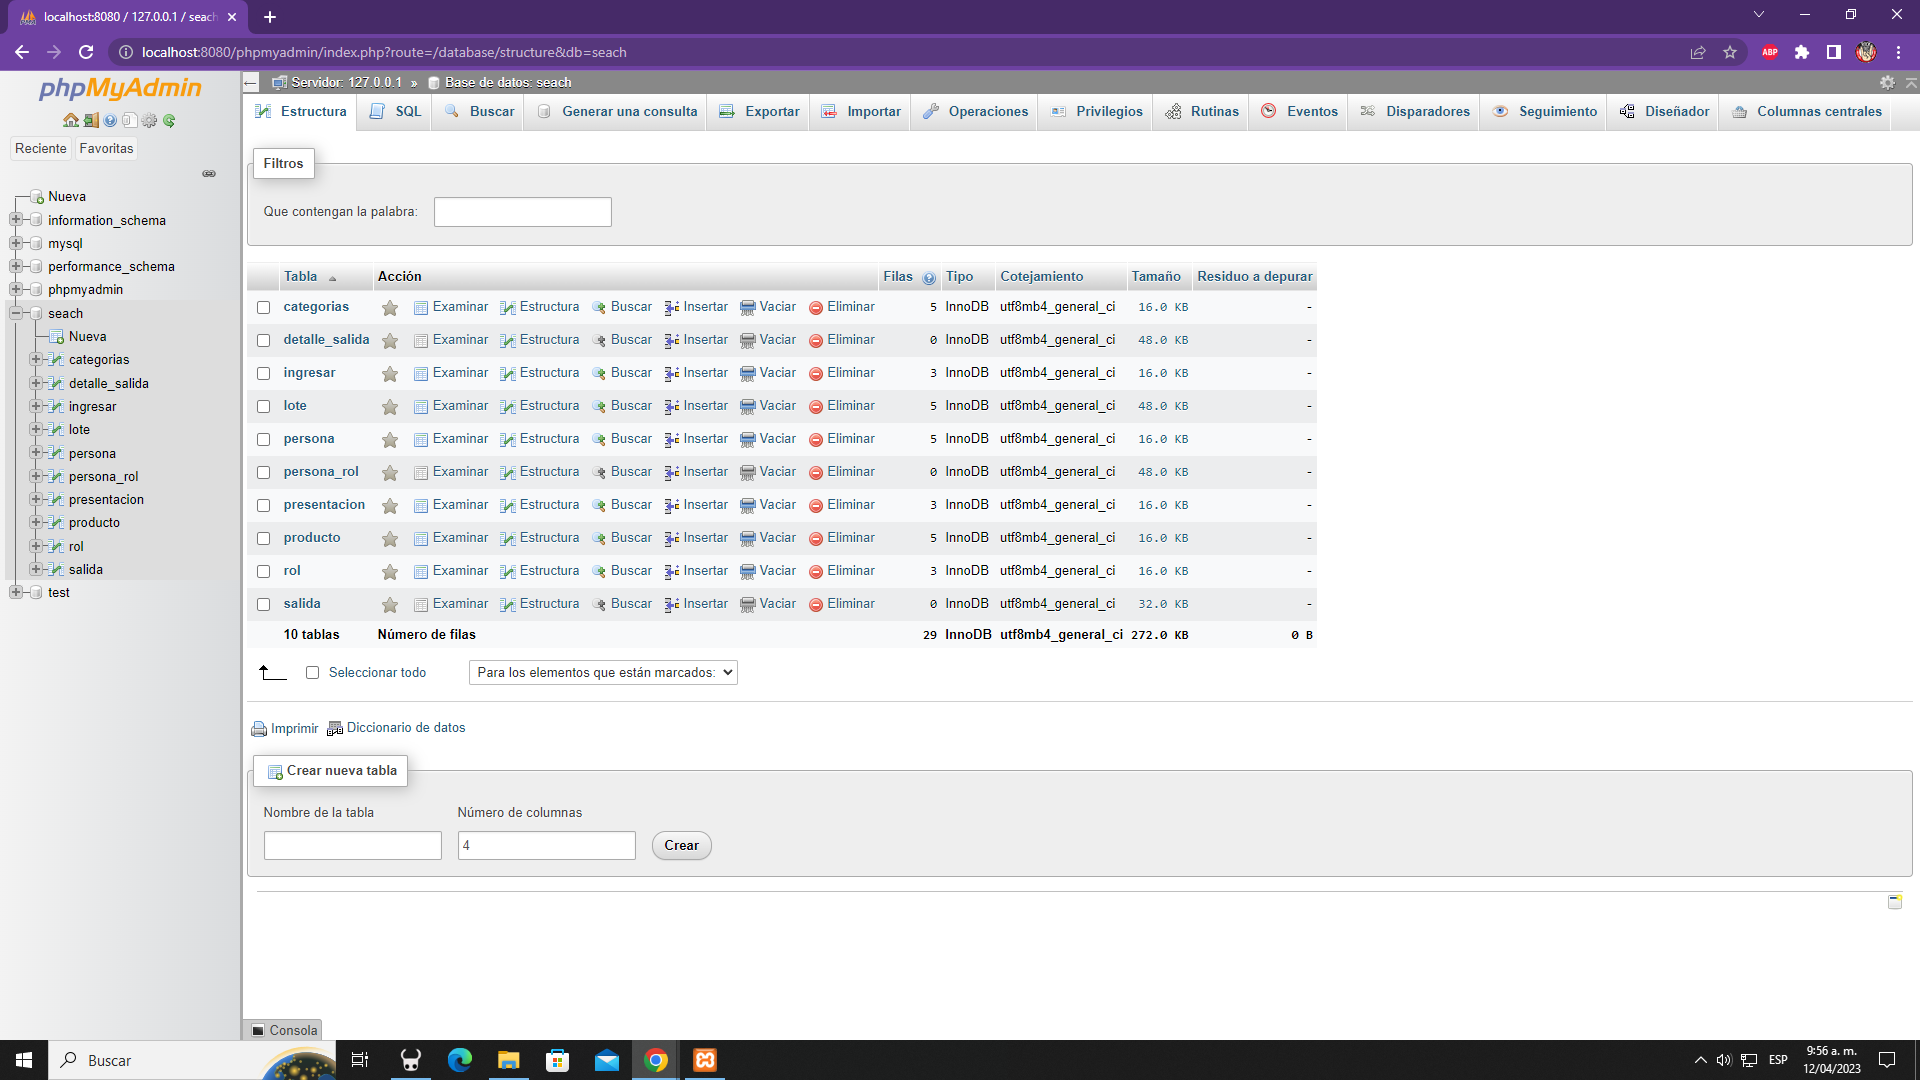 localhost:8080 / 127.0.0.1 / seach
localhost:8080/phpmyadmin/index.php?route=/database/structure&db=seach
ABP
phpMyAdmin
Reciente Favoritas
Nueva
information_schema
mysql
performance_schema
phpmyadmin
seach
Nueva
categorias
detalle_salida
ingresar
lote
persona
persona_rol
presentacion
producto
rol
salida
test
Servidor: 127.0.0.1 » Base de datos: seach
Estructura SQL Buscar Generar una consulta Exportar Importar Operaciones Privilegios Rutinas Eventos Disparadores Seguimiento Diseñador Columnas centrales
Filtros
Que contengan la palabra:
Tabla Acción Filas Tipo Cotejamiento Tamaño Residuo a depurar
categorias Examinar Estructura Buscar Insertar Vaciar Eliminar 5 InnoDB utf8mb4_general_ci 16.0 KB -
detalle_salida Examinar Estructura Buscar Insertar Vaciar Eliminar 0 InnoDB utf8mb4_general_ci 48.0 KB -
ingresar Examinar Estructura Buscar Insertar Vaciar Eliminar 3 InnoDB utf8mb4_general_ci 16.0 KB -
lote Examinar Estructura Buscar Insertar Vaciar Eliminar 5 InnoDB utf8mb4_general_ci 48.0 KB -
persona Examinar Estructura Buscar Insertar Vaciar Eliminar 5 InnoDB utf8mb4_general_ci 16.0 KB -
persona_rol Examinar Estructura Buscar Insertar Vaciar Eliminar 0 InnoDB utf8mb4_general_ci 48.0 KB -
presentacion Examinar Estructura Buscar Insertar Vaciar Eliminar 3 InnoDB utf8mb4_general_ci 16.0 KB -
producto Examinar Estructura Buscar Insertar Vaciar Eliminar 5 InnoDB utf8mb4_general_ci 16.0 KB -
rol Examinar Estructura Buscar Insertar Vaciar Eliminar 3 InnoDB utf8mb4_general_ci 16.0 KB -
salida Examinar Estructura Buscar Insertar Vaciar Eliminar 0 InnoDB utf8mb4_general_ci 32.0 KB -
10 tablas Número de filas 29 InnoDB utf8mb4_general_ci 272.0 KB 0 B
Seleccionar todo Para los elementos que están marcados:
Imprimir Diccionario de datos
Crear nueva tabla
Nombre de la tabla Número de columnas
4 Crear
Consola
Buscar
ESP
9:56 a. m.
12/04/2023